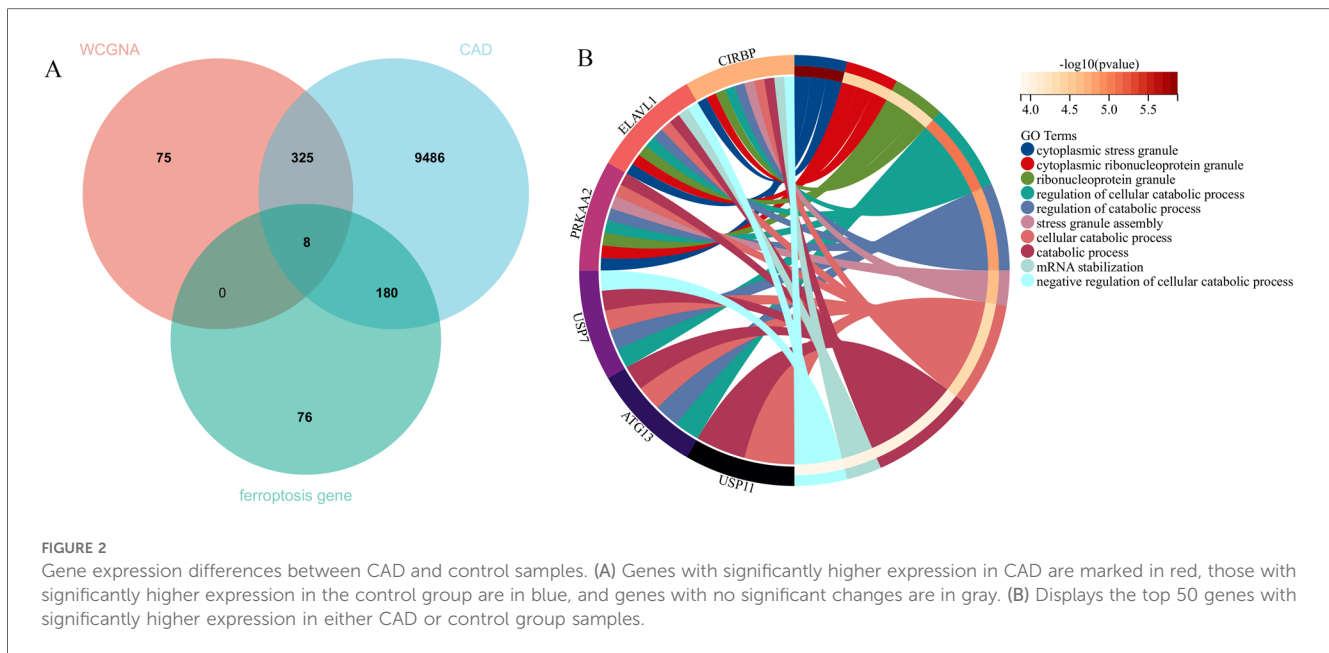 A
WCGNA
CAD
75
325
9486
8
0
180
76
ferroptosis gene
B
CIRBP
ELAVL1
PRKAA2
USP7
ATG13
USP11
-log10(pvalue)
4.0 4.5 5.0 5.5
GO Terms
cytoplasmic stress granule
cytoplasmic ribonucleoprotein granule
ribonucleoprotein granule
regulation of cellular catabolic process
regulation of catabolic process
stress granule assembly
cellular catabolic process
catabolic process
mRNA stabilization
negative regulation of cellular catabolic process
FIGURE 2
Gene expression differences between CAD and control samples. (A) Genes with significantly higher expression in CAD are marked in red, those with
significantly higher expression in the control group are in blue, and genes with no significant changes are in gray. (B) Displays the top 50 genes with
significantly higher expression in either CAD or control group samples.